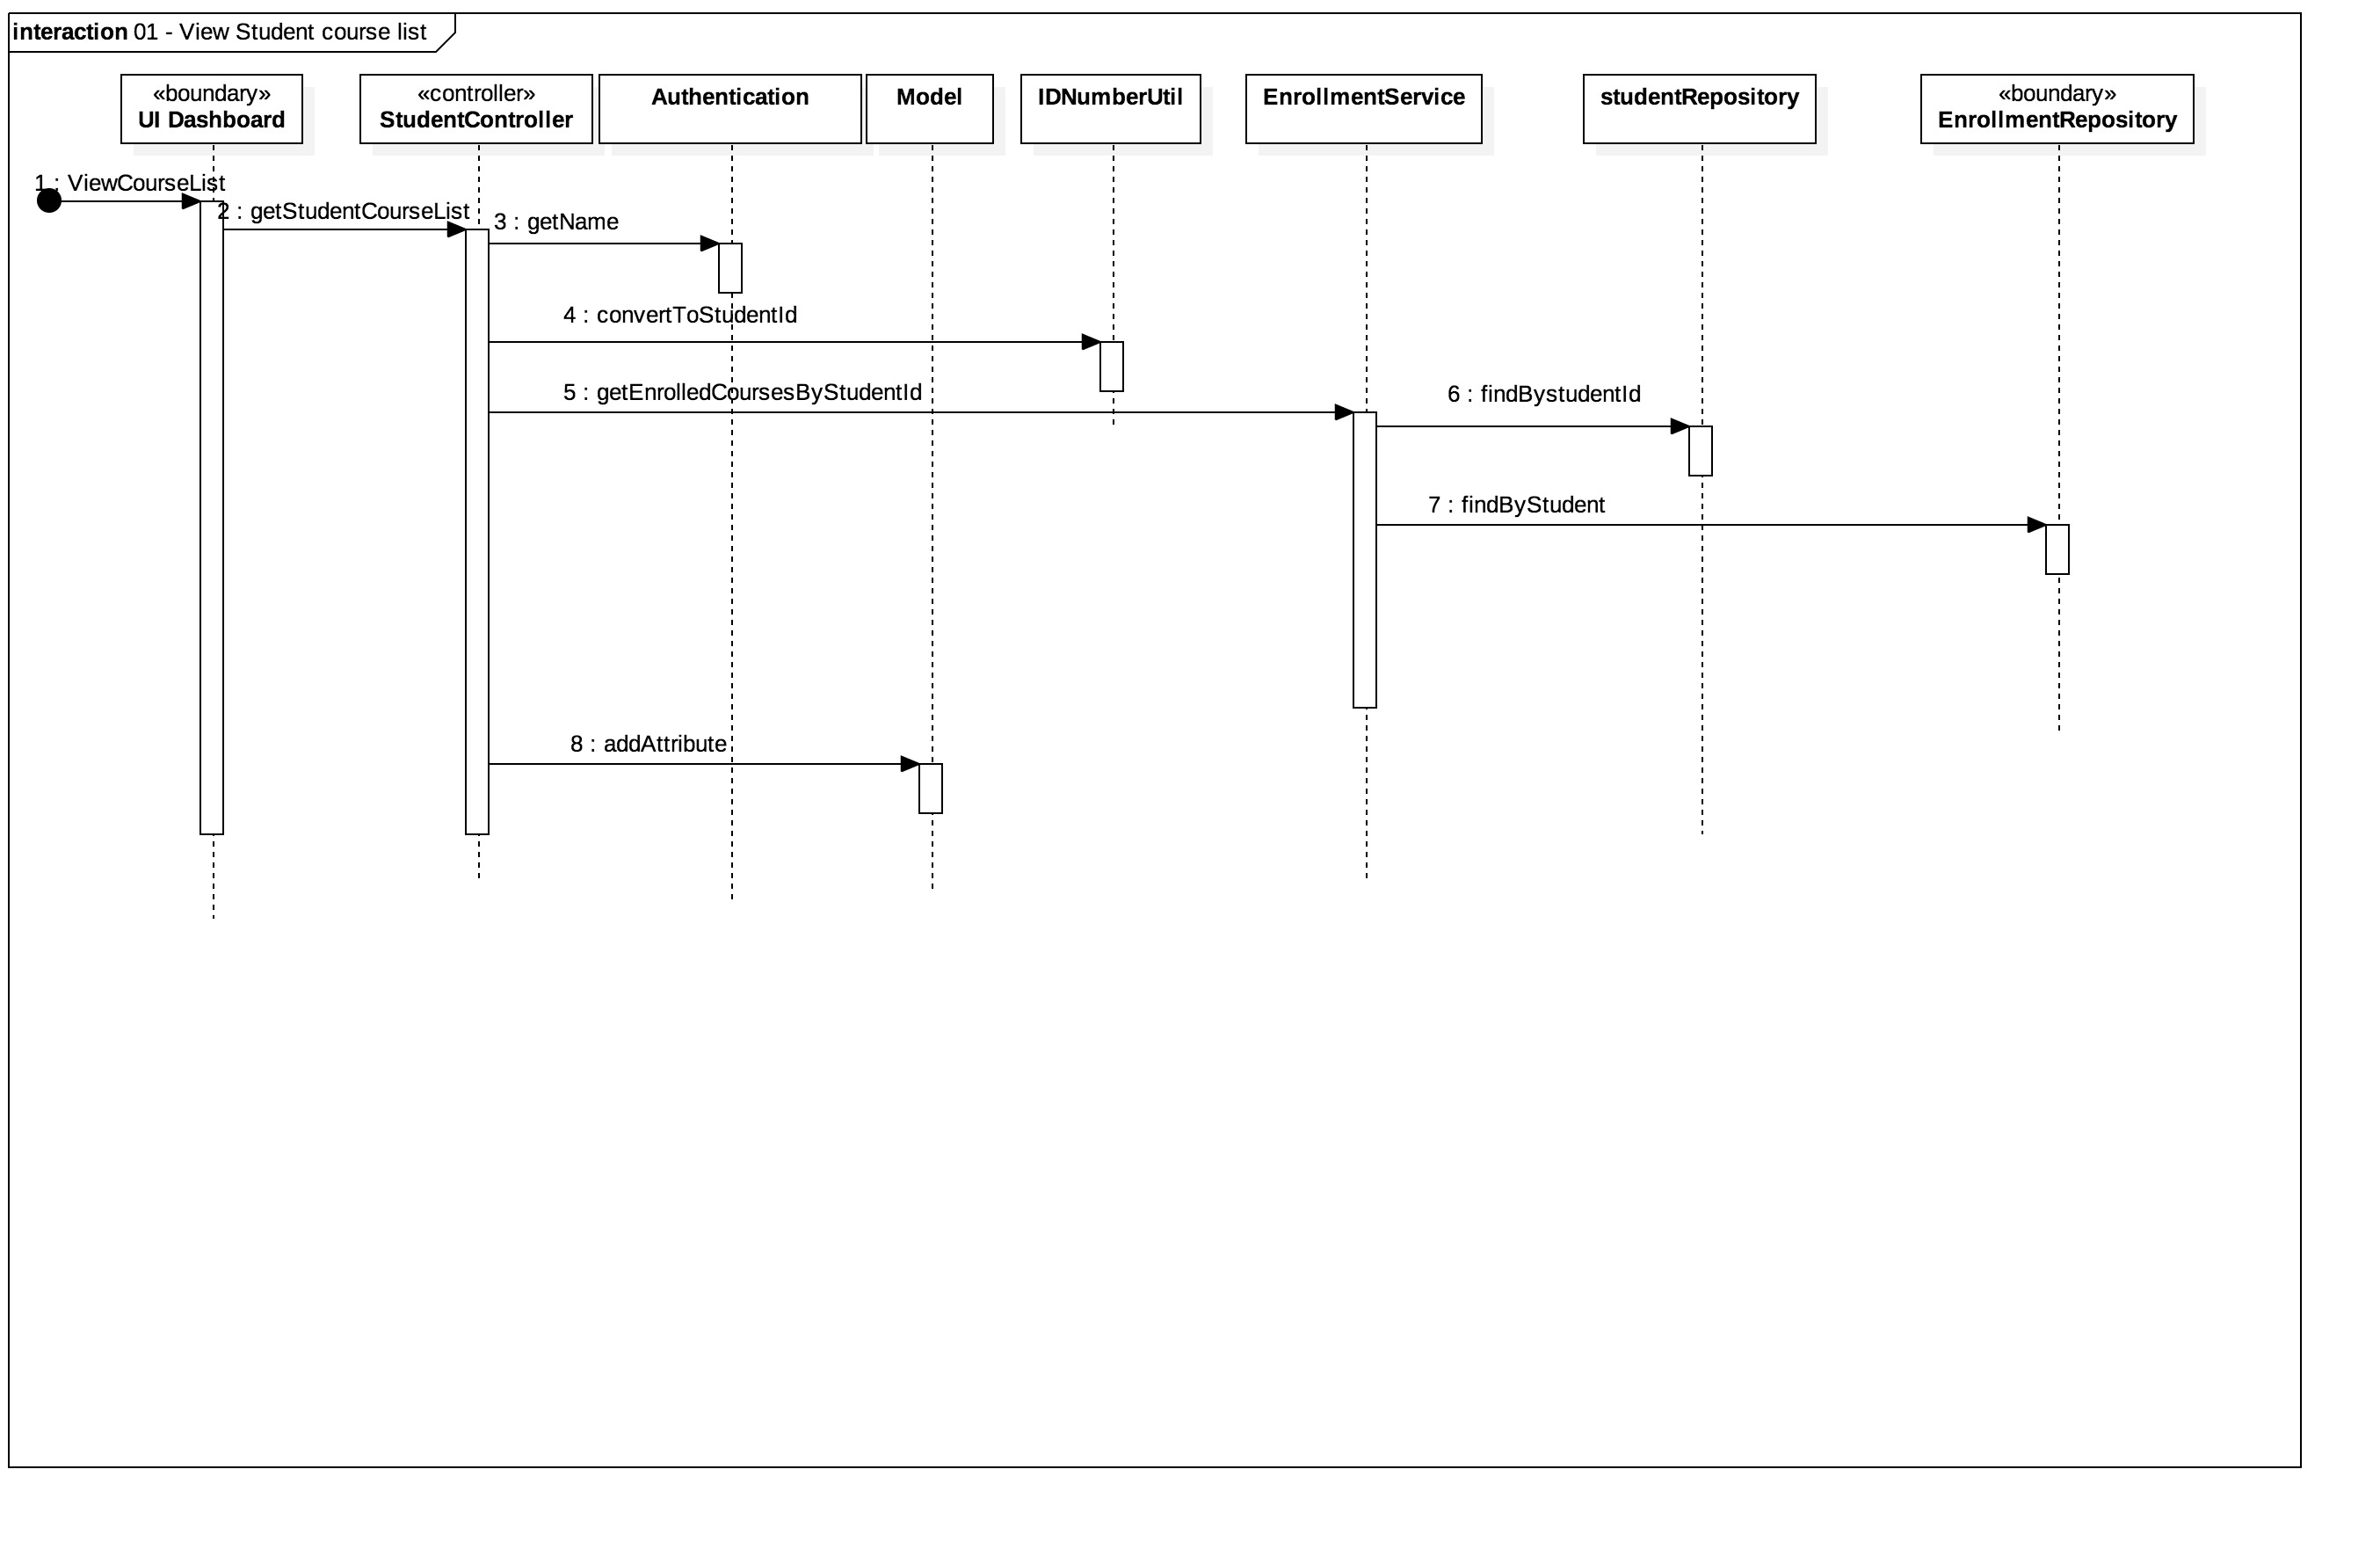 interaction 01 - View Student course list
«boundary»
UI Dashboard
«controller»
StudentController
Authentication
Model
IDNumberUtil
EnrollmentService
studentRepository
«boundary»
EnrollmentRepository
1 : ViewCourseList
2 : getStudentCourseList
3 : getName
4 : convertToStudentId
5 : getEnrolledCoursesByStudentId
6 : findBystudentId
7 : findByStudent
8 : addAttribute